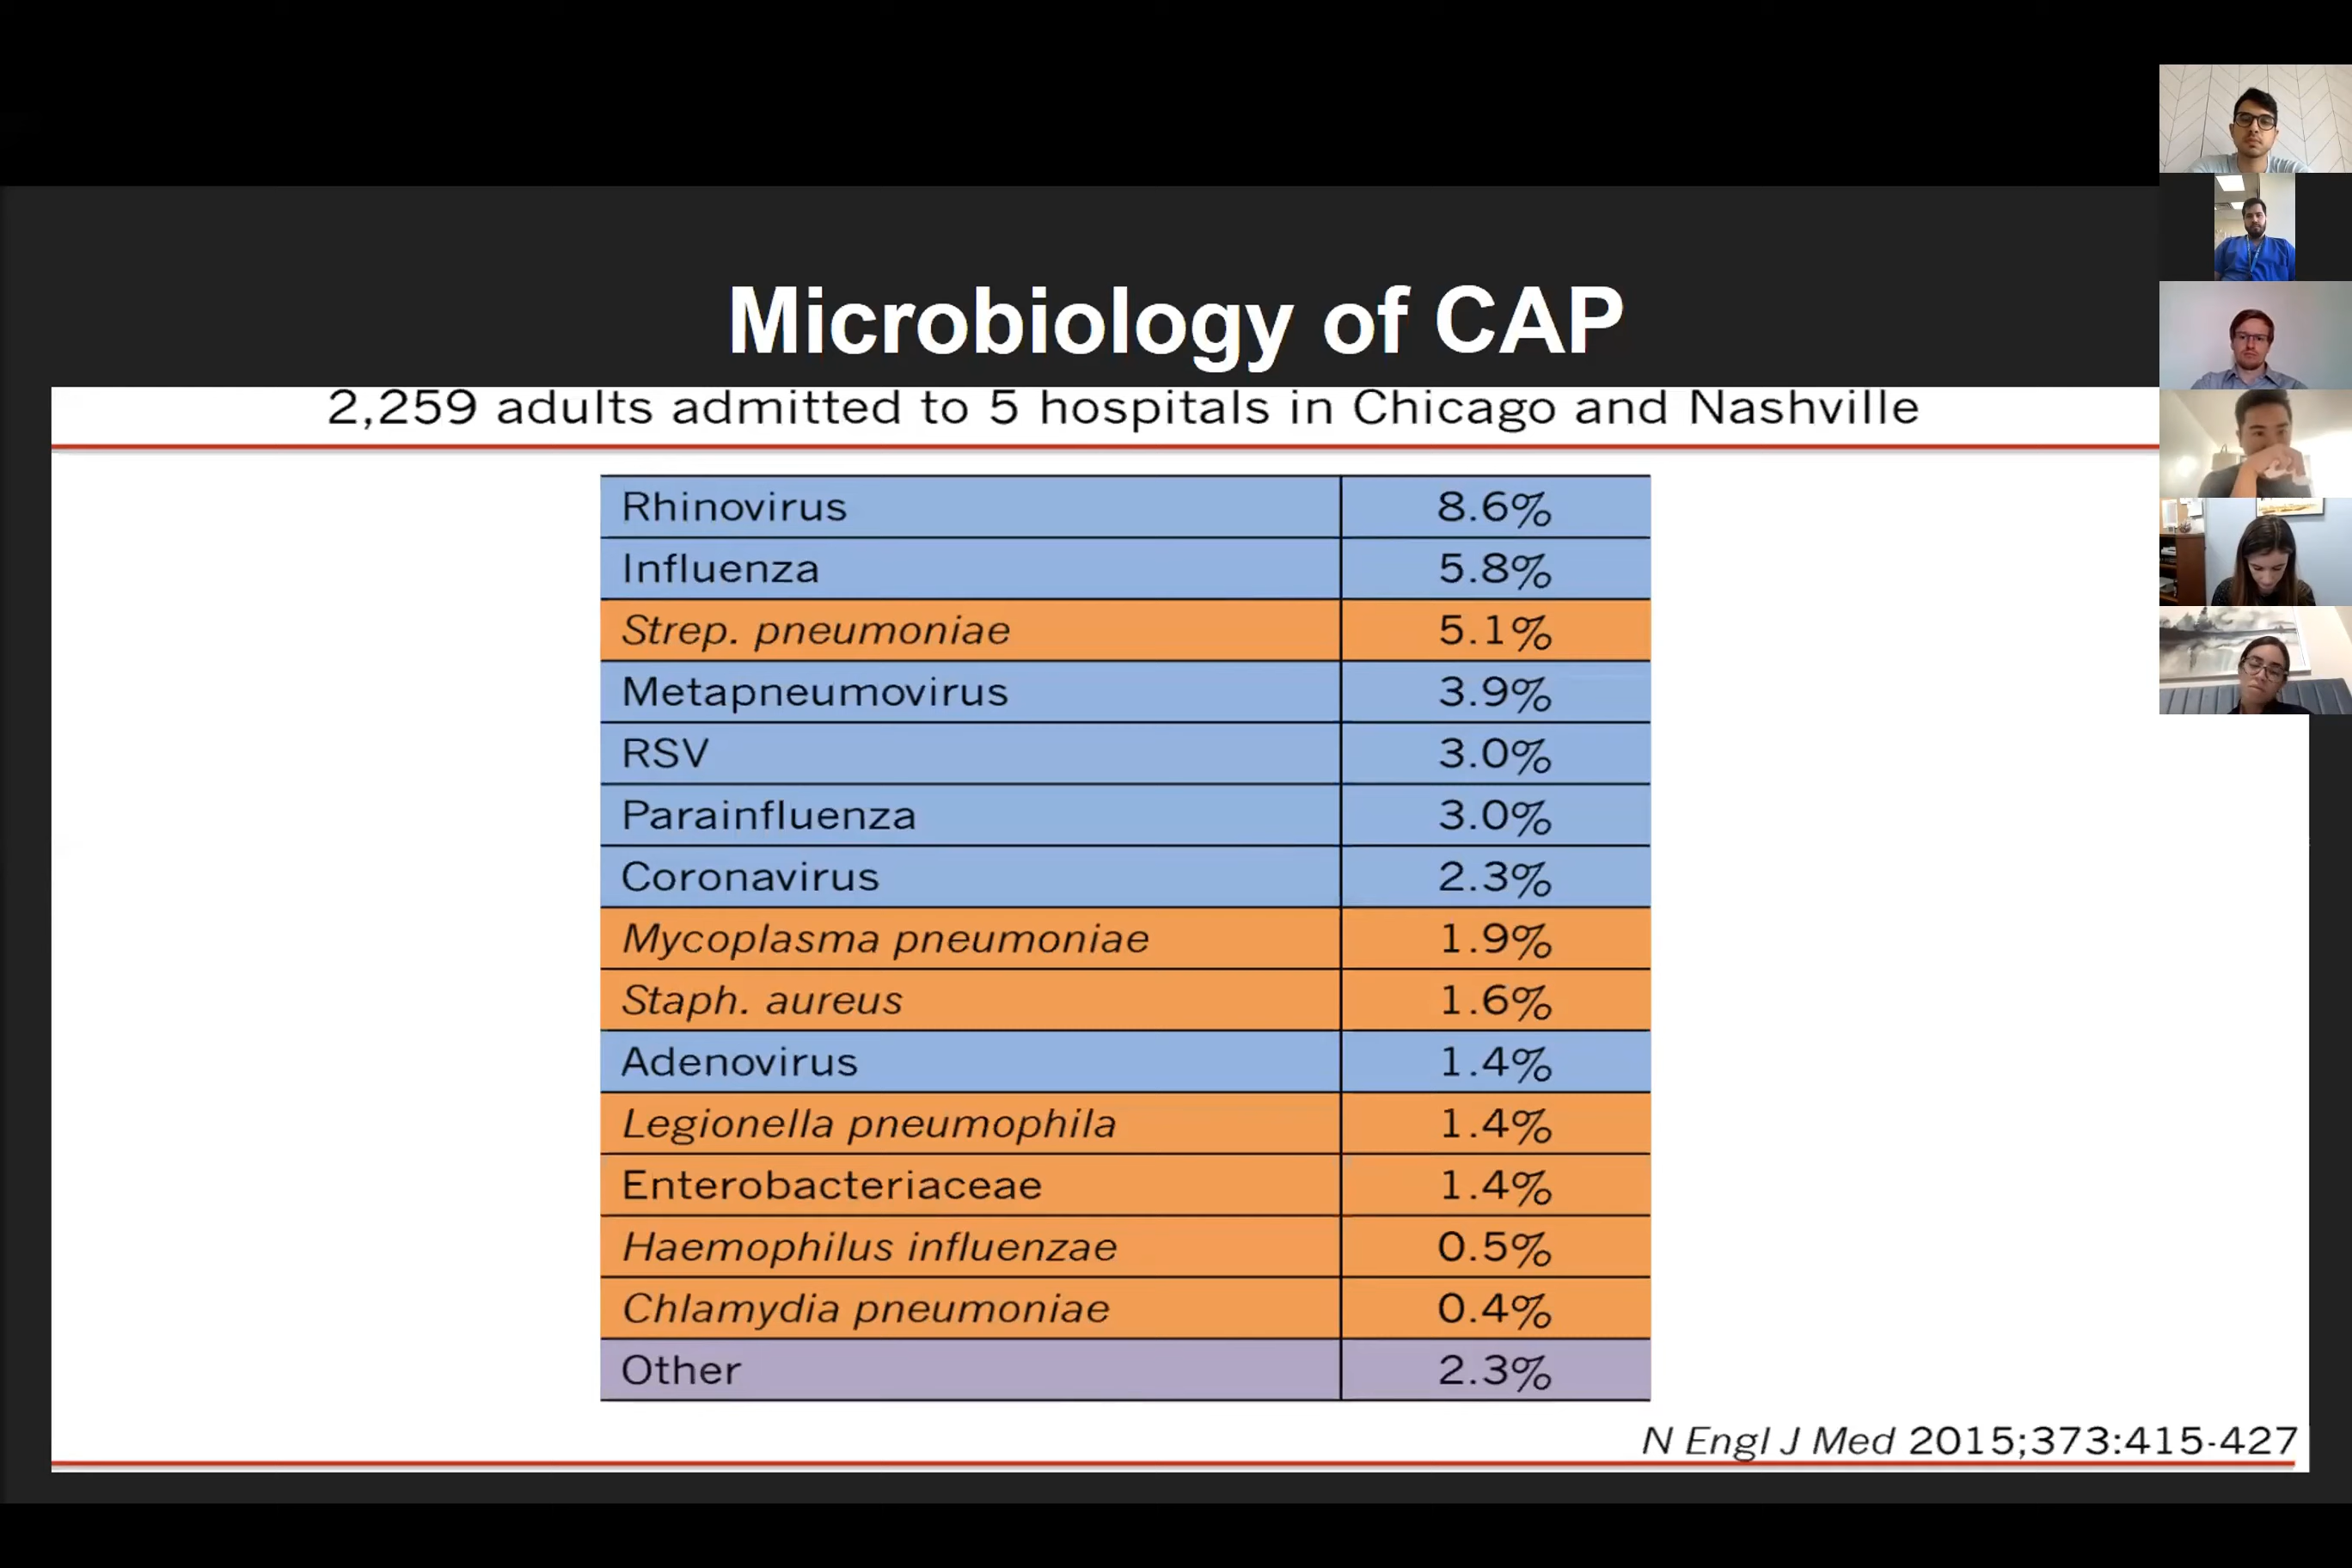 Microbiology of CAP
2,259 adults admitted to 5 hospitals in Chicago and Nashville
Rhinovirus 8.6%
Influenza 5.8%
Strep. pneumoniae 5.1%
Metapneumovirus 3.9%
RSV 3.0%
Parainfluenza 3.0%
Coronavirus 2.3%
Mycoplasma pneumoniae 1.9%
Staph. aureus 1.6%
Adenovirus 1.4%
Legionella pneumophila 1.4%
Enterobacteriaceae 1.4%
Haemophilus influenzae 0.5%
Chlamydia pneumoniae 0.4%
Other 2.3%
N Engl J Med 2015;373:415-427